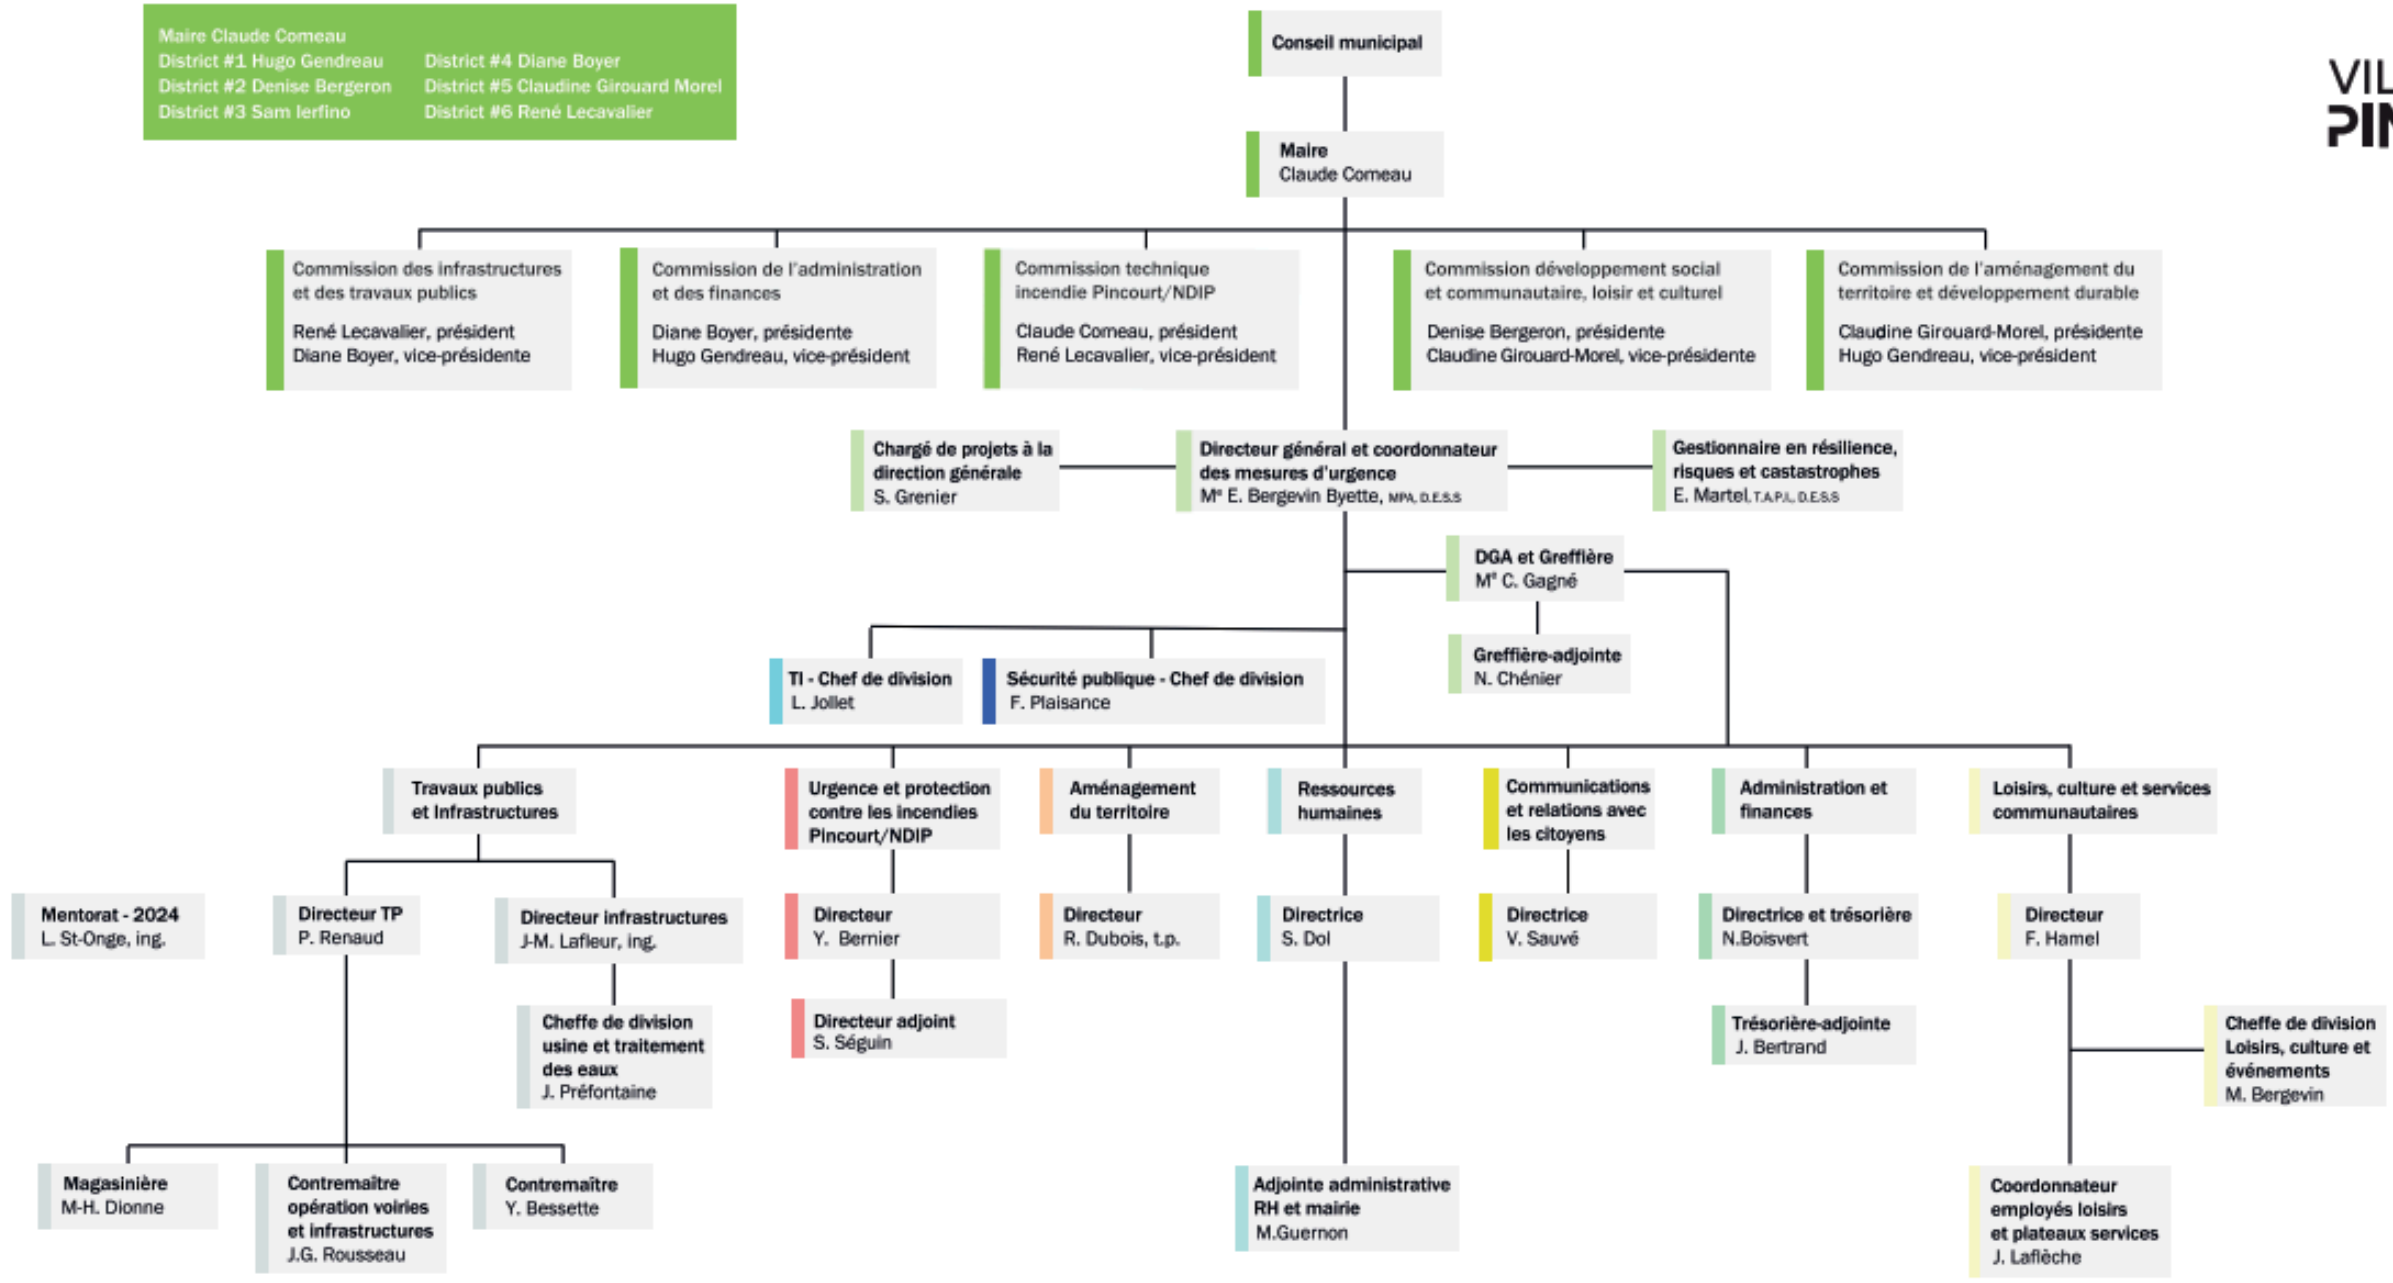 Maire Claude Comeau
District #1 Hugo Gendreau
District #2 Denise Bergeron
District #3 Sam Ierfino
District #4 Diane Boyer
District #5 Claudine Girouard Morel
District #6 René Lecavalier
Conseil municipal
Maire
Claude Comeau
Commission des infrastructures
et des travaux publics
René Lecavalier, président
Diane Boyer, vice-présidente
Commission de l'administration
et des finances
Diane Boyer, présidente
Hugo Gendreau, vice-président
Commission technique
incendie Pincourt/NDIP
Claude Comeau, président
René Lecavalier, vice-président
Commission développement social
et communautaire, loisir et culturel
Denise Bergeron, présidente
Claudine Girouard-Morel, vice-présidente
Commission de l'aménagement du
territoire et développement durable
Claudine Girouard-Morel, présidente
Hugo Gendreau, vice-président
Chargé de projets à la
direction générale
S. Grenier
Directeur général et coordonnateur
des mesures d'urgence
Me E. Bergevin Byette, MPA, D.E.S.S
Gestionnaire en résilience,
risques et castastrophes
E. Martel, T.A.P.I., D.E.S.S
DGA et Greffière
Me C. Gagné
Greffière-adjointe
N. Chénier
TI - Chef de division
L. Jollet
Sécurité publique - Chef de division
F. Plaisance
Travaux publics
et Infrastructures
Urgence et protection
contre les incendies
Pincourt/NDIP
Aménagement
du territoire
Ressources
humaines
Communications
et relations avec
les citoyens
Administration et
finances
Loisirs, culture et services
communautaires
Mentorat - 2024
L. St-Onge, ing.
Directeur TP
P. Renaud
Directeur infrastructures
J-M. Lafleur, ing.
Directeur
Y. Bernier
Directeur
R. Dubois, t.p.
Directrice
S. Dol
Directrice
V. Sauvé
Directrice et trésorière
N.Boisvert
Directeur
F. Hamel
Cheffe de division
usine et traitement
des eaux
J. Préfontaine
Directeur adjoint
S. Séguin
Trésorière-adjointe
J. Bertrand
Cheffe de division
Loisirs, culture et
événements
M. Bergevin
Magasinière
M-H. Dionne
Contremaître
opération voiries
et infrastructures
J.G. Rousseau
Contremaître
Y. Bessette
Adjointe administrative
RH et mairie
M.Guernon
Coordonnateur
employés loisirs
et plateaux services
J. Laflèche